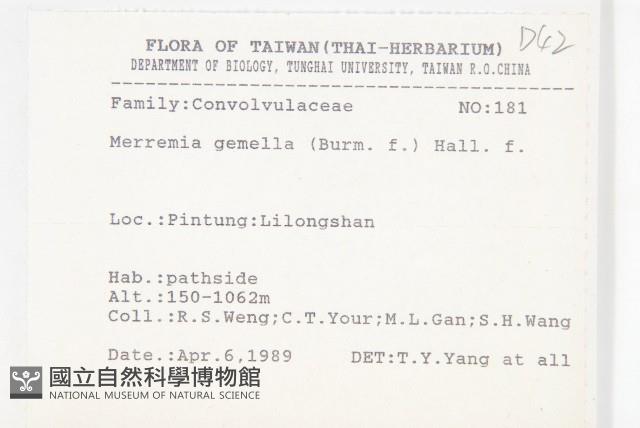 FLORA OF TAIWAN(THAI-HERBARIUM) D42
DEPARTMENT OF BIOLOGY, TUNGHAI UNIVERSITY, TAIWAN R.O.CHINA
Family:Convolvulaceae NO:181
Merremia gemella (Burm. f.) Hall. f.
Loc.:Pintung:Lilongshan
Hab.:pathside
Alt.:150-1062m
Coll.:R.S.Weng;C.T.Your;M.L.Gan;S.H.Wang
Date.:Apr.6,1989 DET:T.Y.Yang at all
國立自然科學博物館
NATIONAL MUSEUM OF NATURAL SCIENCE